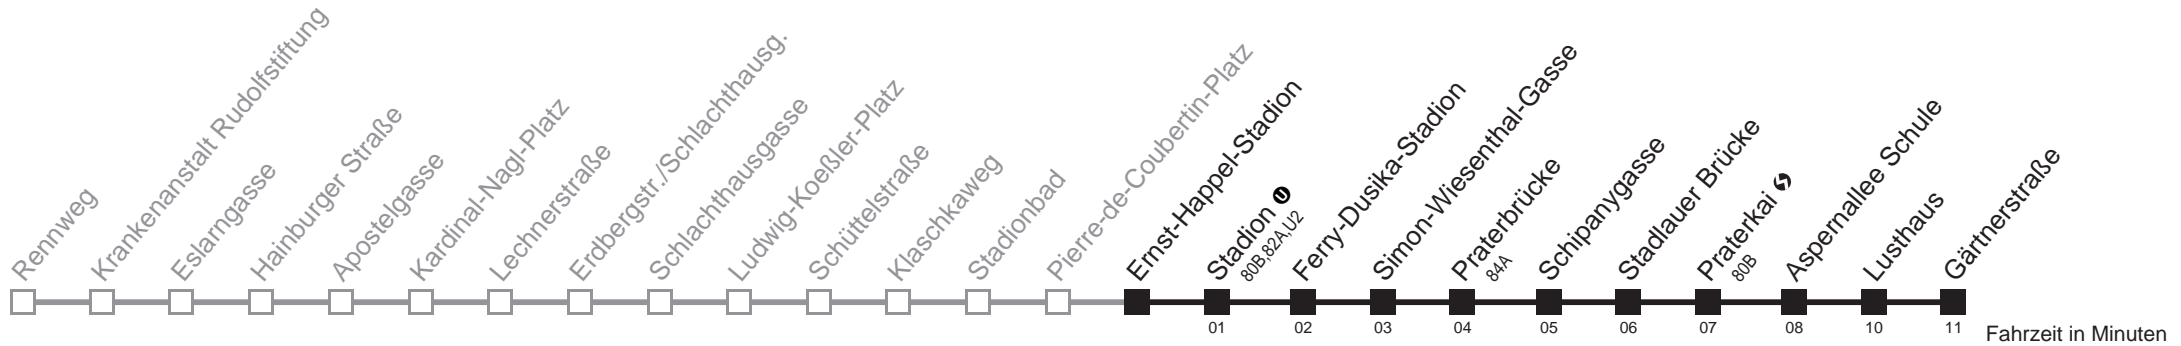 Rennweg
Krankenanstalt Rudolfstiftung
Eslarngasse
Hainburger Straße
Apostelgasse
Kardinal-Nagl-Platz
Lechnerstraße
Erdbergstr./Schlachthausg.
Schlachthausgasse
Ludwig-Koeßler-Platz
Schüttelstraße
Klaschkaweg
Stadionbad
Pierre-de-Coubertin-Platz
Ernst-Happel-Stadion
Stadion U
80B,82A,U2
Ferry-Dusika-Stadion
Simon-Wiesenthal-Gasse
Praterbrücke
84A
Schipanygasse
Stadlauer Brücke
Praterkai
80B
Aspernallee Schule
Lusthaus
Gärtnerstraße
01 02 03 04 05 06 07 08 10 11 Fahrzeit in Minuten